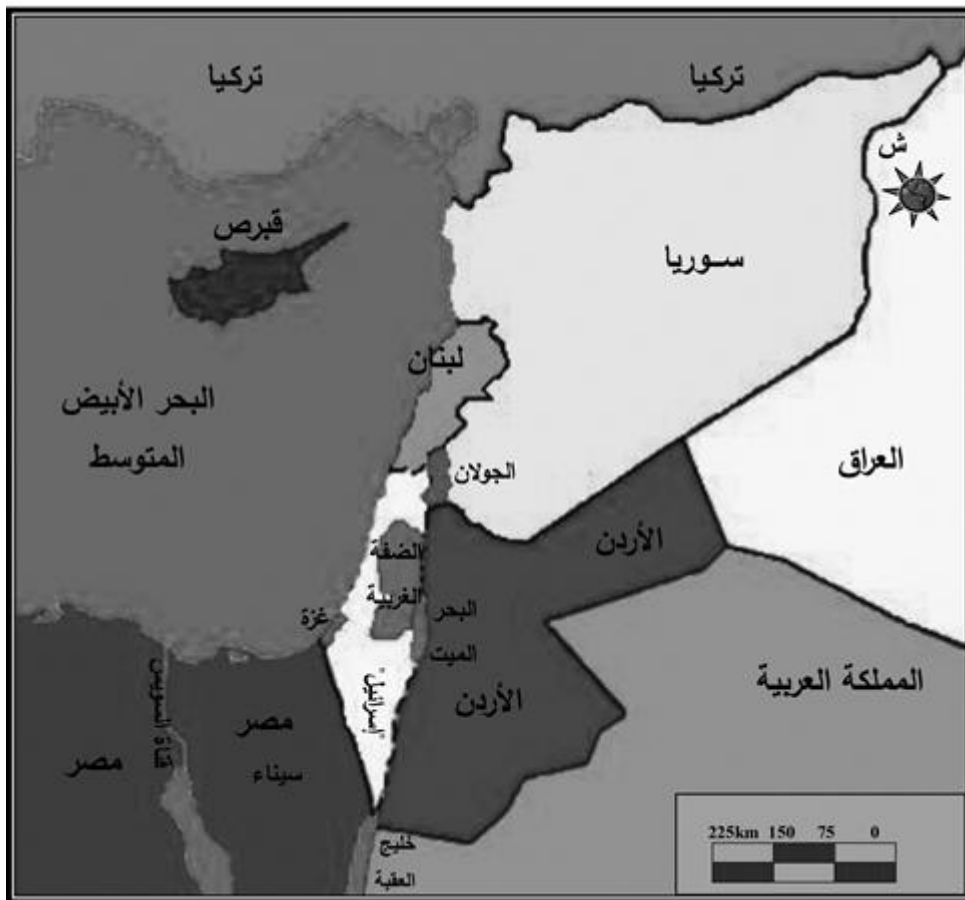 تركيا
تركيا
ش
قبرص
سوريا
لبنان
البحر الأبيض
المتوسط
العراق
الجولان
الأردن
الضفة
الغربية
البحر
غزة
الميت
المملكة العربية
"إسرائيل"
الأردن
قناة السويس
مصر
سيناء
مصر
225km 150 75 0
خليج
العقبة